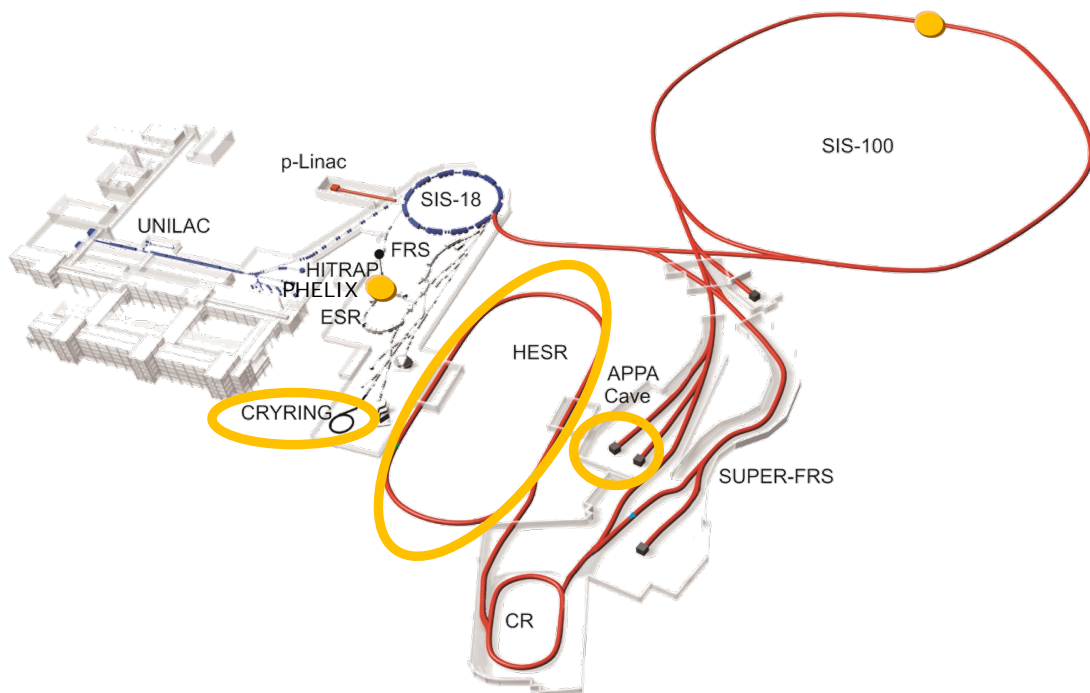 SIS-100
p-Linac
SIS-18
UNILAC
FRS
HITRAP
PHELIX
ESR
HESR
APPA
Cave
CRYRING
SUPER-FRS
CR